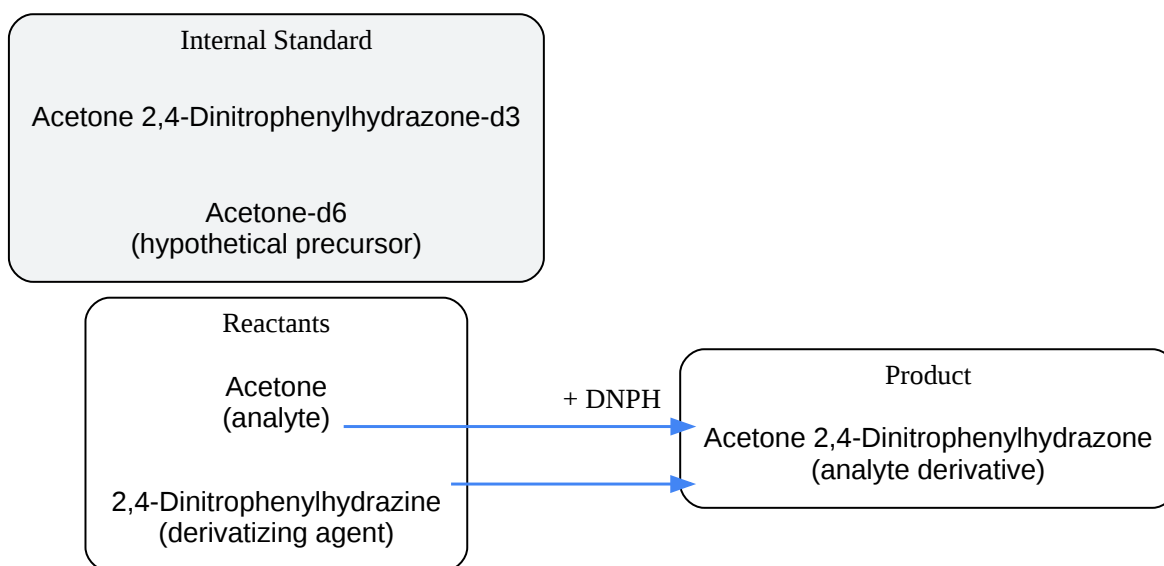 Internal Standard
Acetone 2,4-Dinitrophenylhydrazone-d3
Acetone-d6
(hypothetical precursor)
Reactants
Acetone
(analyte)
2,4-Dinitrophenylhydrazine
(derivatizing agent)
+ DNPH
Product
Acetone 2,4-Dinitrophenylhydrazone
(analyte derivative)